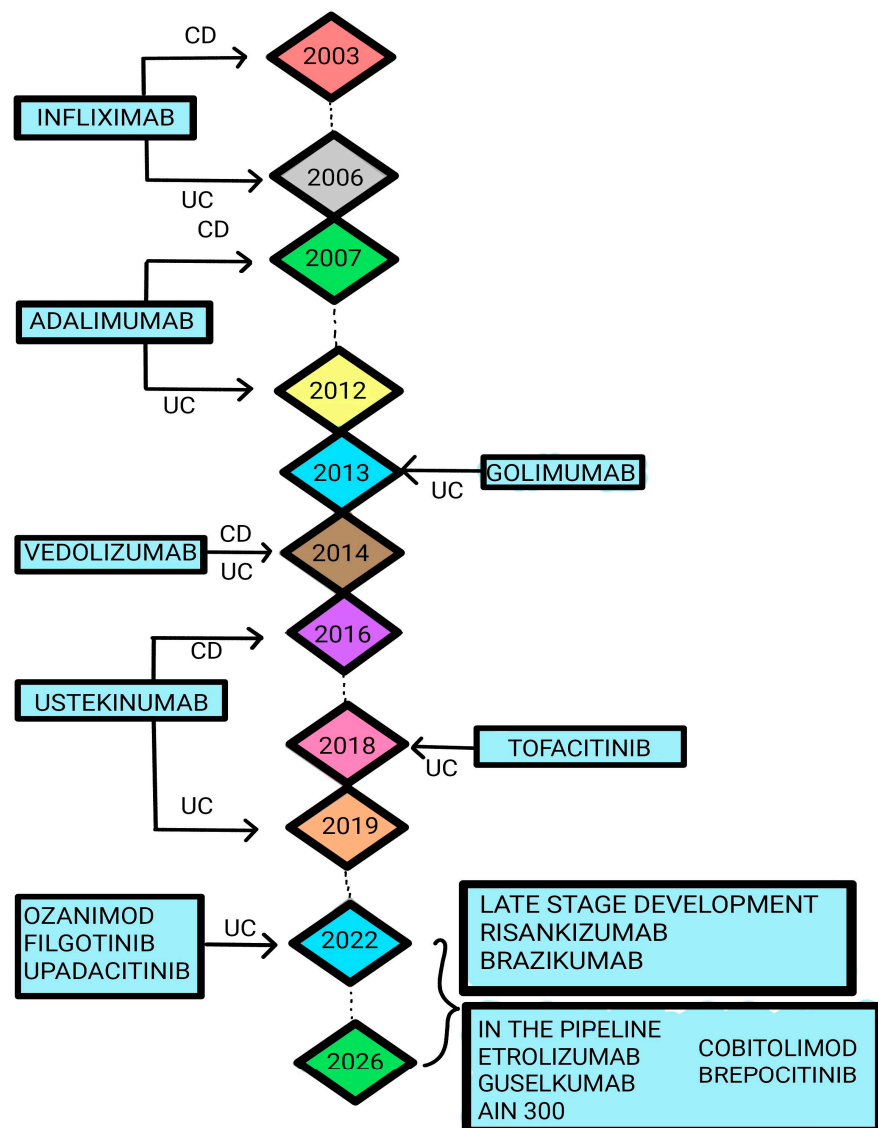 CD
2003
INFLIXIMAB
2006
UC
CD
2007
ADALIMUMAB
2012
UC
2013
GOLIMUMAB
UC
CD
VEDOLIZUMAB
2014
UC
2016
CD
USTEKINUMAB
2018
TOFACITINIB
UC
UC
2019
OZANIMOD
FILGOTINIB
UPADACITINIB
UC
2022
LATE STAGE DEVELOPMENT
RISANKIZUMAB
BRAZIKUMAB
2026
IN THE PIPELINE
ETROLIZUMAB
GUSELKUMAB
AIN 300
COBITOLIMOD
BREPOCITINIB